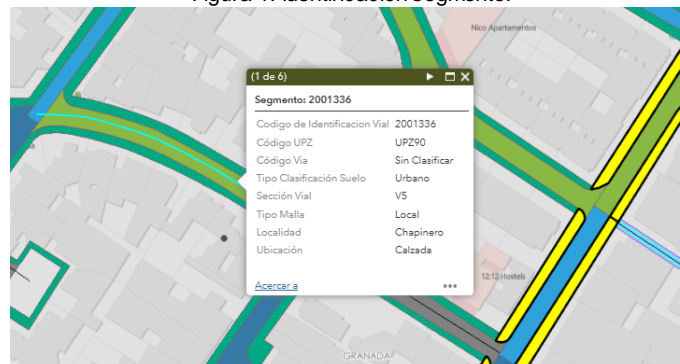 Figura 1. Identificación segmento.
Nico Apartamentos
(1 de 6)
Segmento: 2001336
Codigo de Identificacion Vial 2001336
Código UPZ UPZ90
Código Via Sin Clasificar
Tipo Clasificación Suelo Urbano
Sección Vial V5
Tipo Malla Local
Localidad Chapinero
Ubicación Calzada
Acercar a
12:12 Hostels
GRANADA